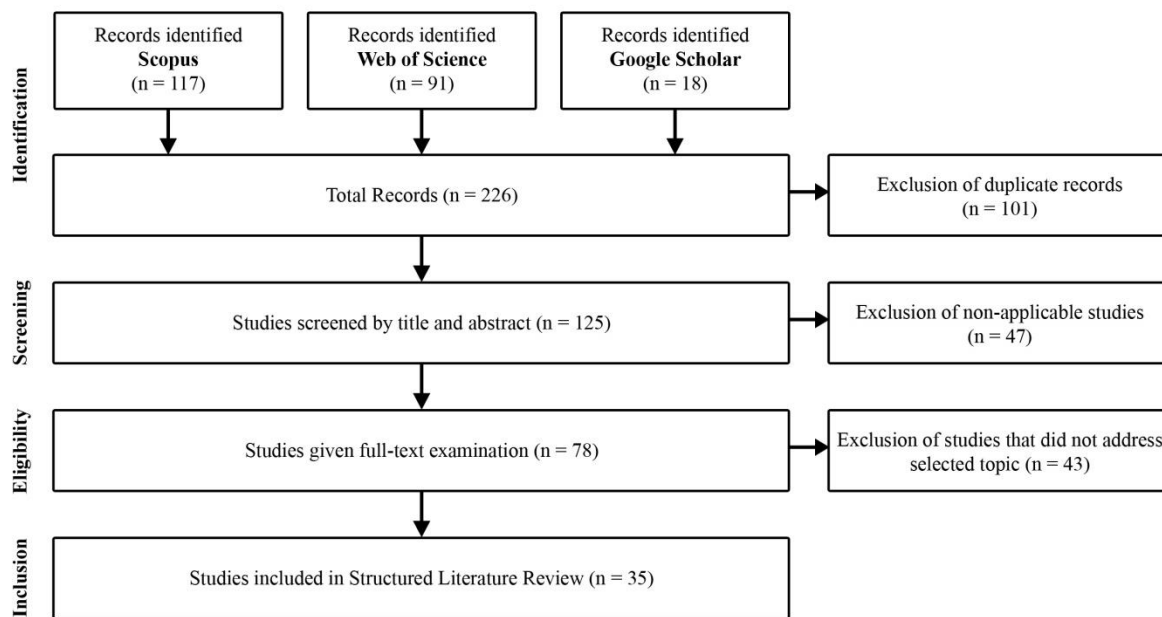 Records identified
Scopus
(n = 117)
Records identified
Web of Science
(n = 91)
Records identified
Google Scholar
(n = 18)
Identification
Total Records (n = 226)
Exclusion of duplicate records
(n = 101)
Screening
Studies screened by title and abstract (n = 125)
Exclusion of non-applicable studies
(n = 47)
Eligibility
Studies given full-text examination (n = 78)
Exclusion of studies that did not address
selected topic (n = 43)
Inclusion
Studies included in Structured Literature Review (n = 35)